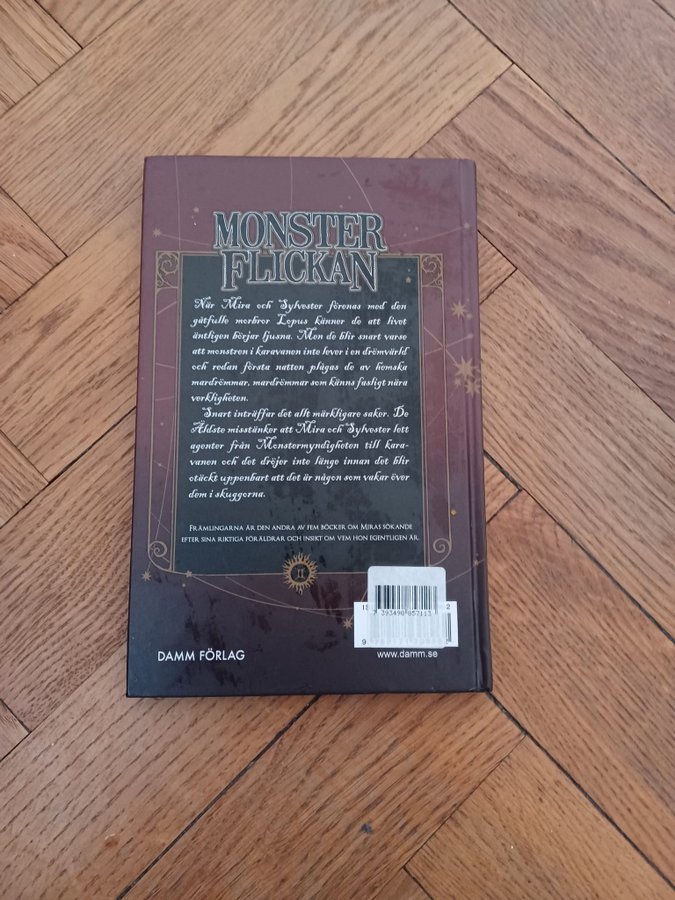 MONSTER
FLICKAN
När Mira och Sylvester förenas med den
gåtfulle morbror Lopus känner de att livet
äntligen börjar ljusna. Men de blir snart varse
att monstren i karavanen inte lever i en drömvärld
och redan första natten plågas de av hemska
mardrömmar, mardrömmar som känns fasligt nära
verkligheten.
Snart inträffar det allt märkligare saker. De
Äldste misstänker att Mira och Sylvester lett
agenter från Monstermyndigheten till kara-
vanen och det dröjer inte länge innan det blir
otäckt uppenbart att det är någon som vakar över
dem i skuggorna.
FRÄMLINGARNA ÄR DEN ANDRA AV FEM BÖCKER OM MIRAS SÖKANDE
EFTER SINA RIKTIGA FÖRÄLDRAR OCH INSIKT OM VEM HON EGENTLIGEN ÄR.
II
7 393490 857113
DAMM FÖRLAG
www.damm.se